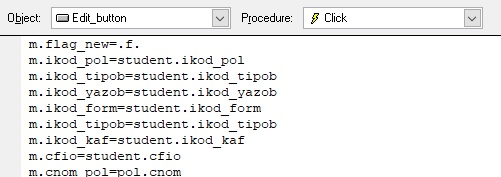 Object: Edit_button Procedure: Click
m.flag_new=.f.
m.ikod_pol=student.ikod_pol
m.ikod_tipob=student.ikod_tipob
m.ikod_yazob=student.ikod_yazob
m.ikod_form=student.ikod_form
m.ikod_tipob=student.ikod_tipob
m.ikod_kaf=student.ikod_kaf
m.cfio=student.cfio
m.cnom_pol=pol.cnom